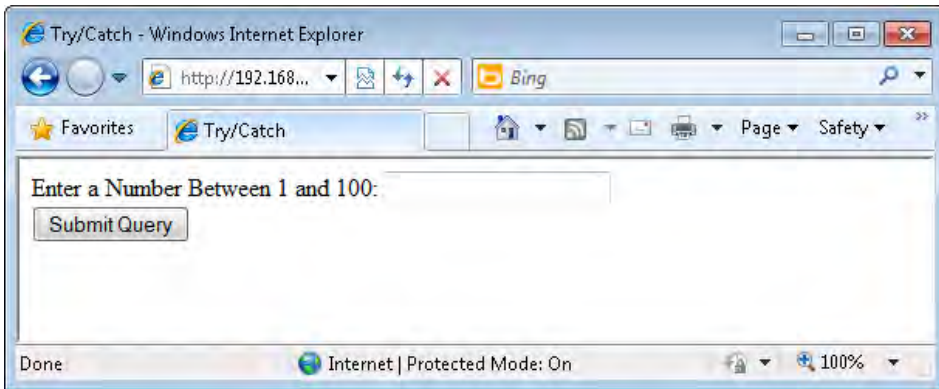 Try/Catch - Windows Internet Explorer
http://192.168...
Bing
Favorites
Try/Catch
Page
Safety
Enter a Number Between 1 and 100:
Submit Query
Done
Internet | Protected Mode: On
100%